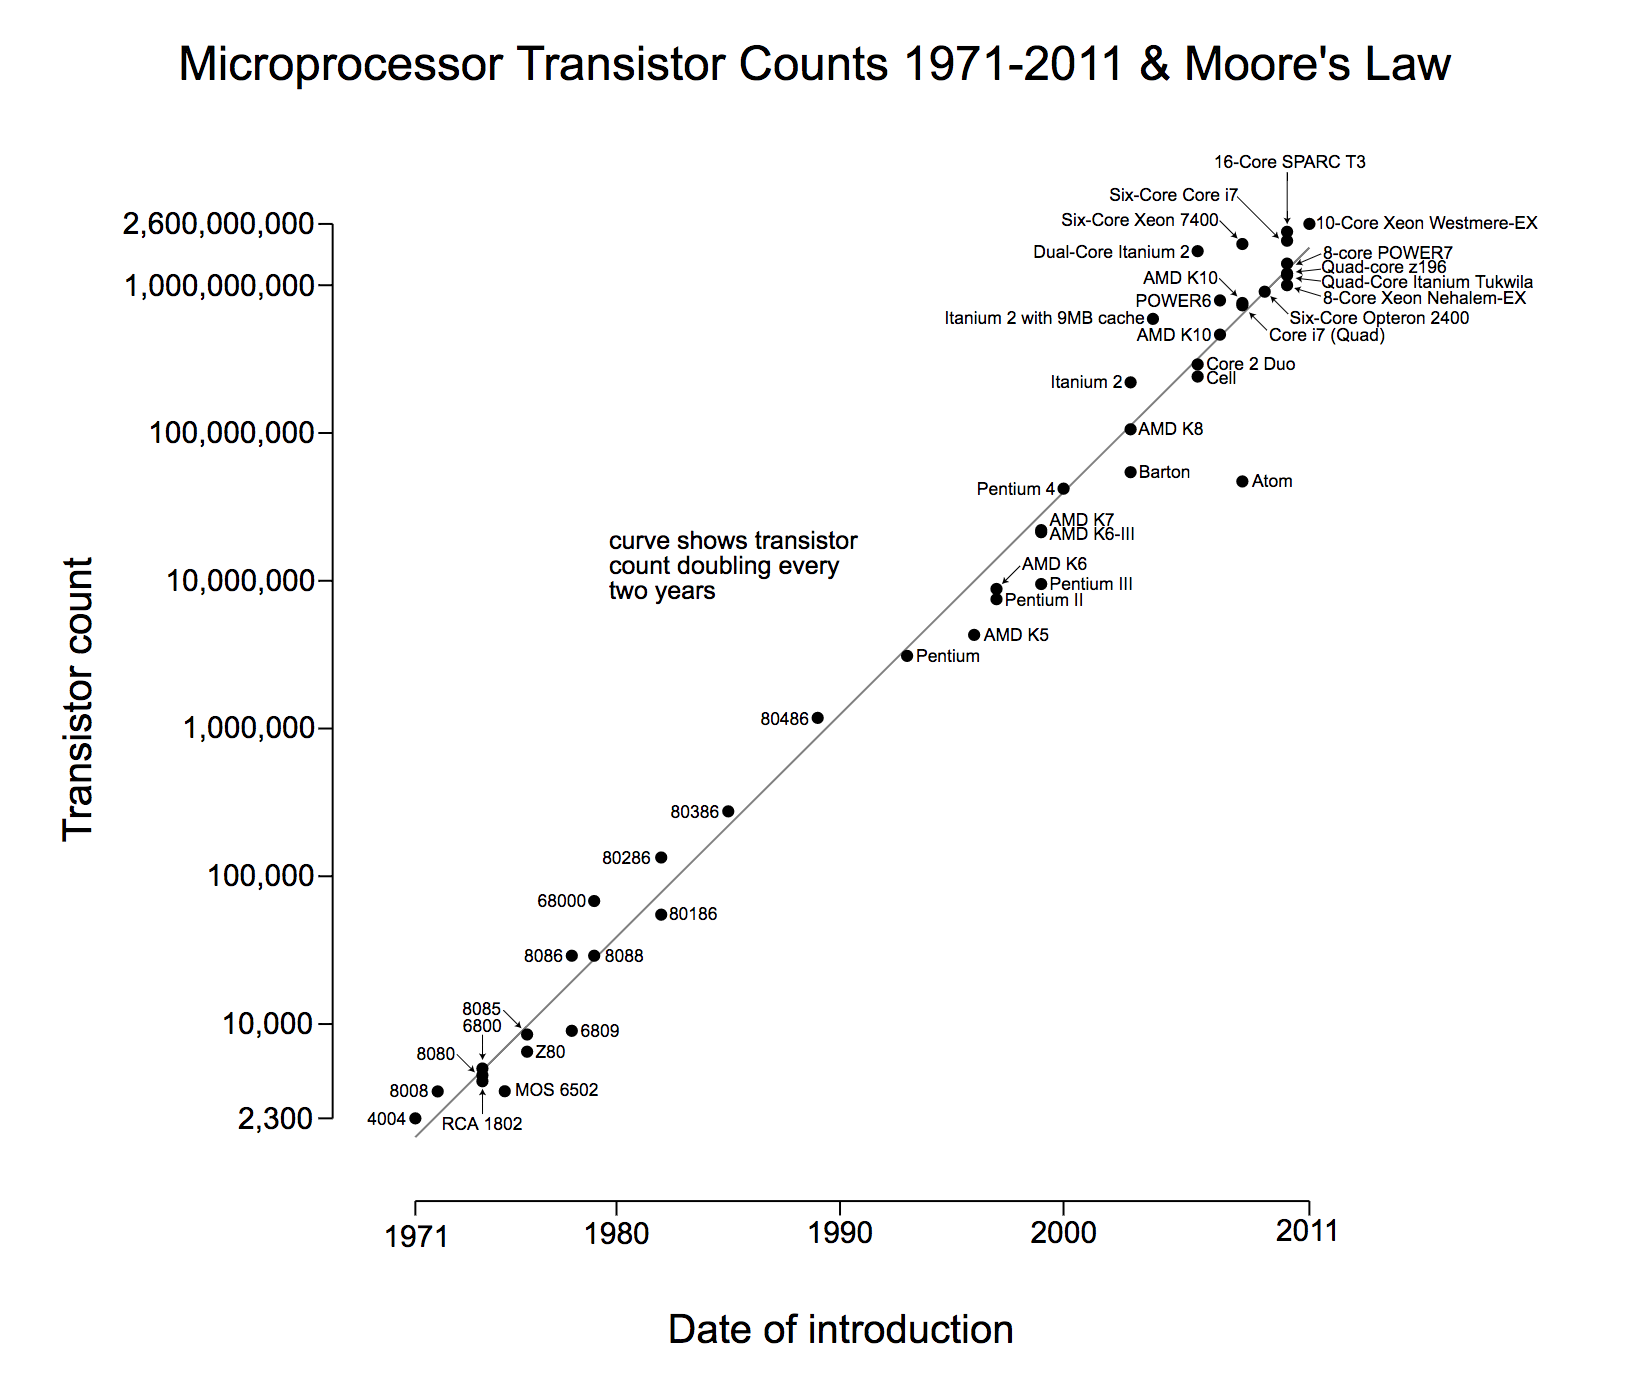 Microprocessor Transistor Counts 1971-2011 & Moore's Law
16-Core SPARC T3
Six-Core Core i7
Six-Core Xeon 7400
10-Core Xeon Westmere-EX
Dual-Core Itanium 2
8-core POWER7
Quad-core z196
AMD K10
Quad-Core Itanium Tukwila
POWER6
8-Core Xeon Nehalem-EX
Itanium 2 with 9MB cache
Six-Core Opteron 2400
AMD K10
Core i7 (Quad)
Core 2 Duo
Cell
Itanium 2
AMD K8
Barton
Atom
Pentium 4
AMD K7
AMD K6-III
curve shows transistor
count doubling every
two years
AMD K6
Pentium III
Pentium II
AMD K5
Pentium
80486
80386
80286
68000
80186
8086
8088
8085
6800
6809
8080
Z80
8008
MOS 6502
4004
RCA 1802
2,600,000,000
1,000,000,000
100,000,000
10,000,000
1,000,000
100,000
10,000
2,300
Transistor count
1971
1980
1990
2000
2011
Date of introduction